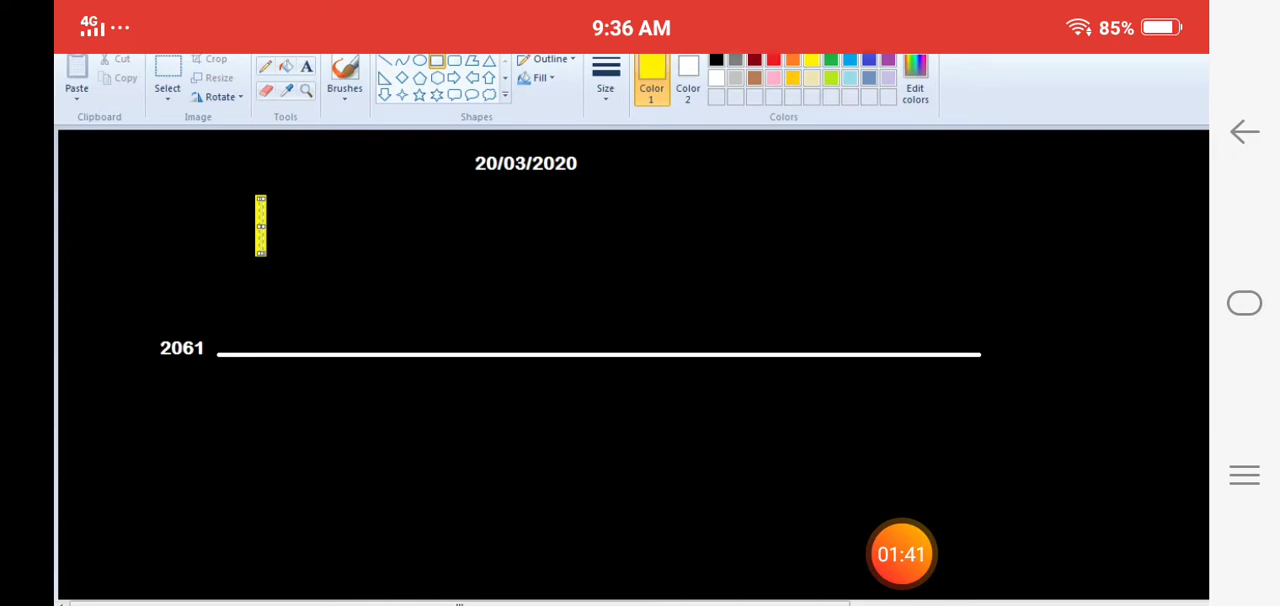 4G 9:36 AM 85%
Cut Crop Outline
Copy Resize Fill
Paste Select Rotate A Brushes Size Color 1 Color 2 Edit colors
Clipboard Image Tools Shapes Colors
20/03/2020
2061
01:41